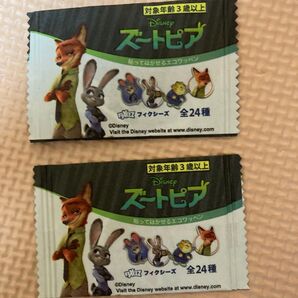 対象年齢3歳以上
Disney
ズートピア
貼ってはがせるエコワッペン
FIXEEZ フィクシーズ 全24種
©Disney
Visit the Disney website at www.disney.com
対象年齢3歳以上
Disney
ズートピア
貼ってはがせるエコワッペン
フィクシーズ 全24種
©Disney
Visit the Disney website at www.disney.com